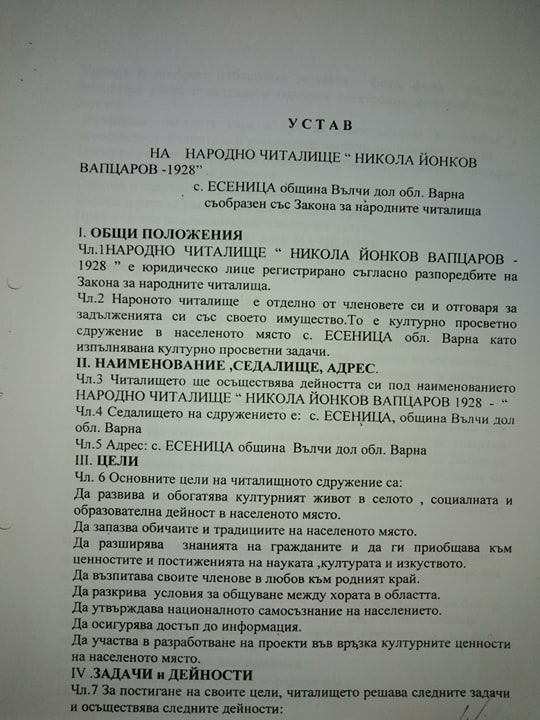 УСТАВ
НА НАРОДНО ЧИТАЛИЩЕ “ НИКОЛА ЙОНКОВ
ВАПЦАРОВ -1928”
с. ЕСЕНИЦА община Вълчи дол обл. Варна
съобразен със Закона за народните читалища
I. ОБЩИ ПОЛОЖЕНИЯ
Чл.1НАРОДНО ЧИТАЛИЩЕ “ НИКОЛА ЙОНКОВ ВАПЦАРОВ -
1928 ” е юридическо лице регистрирано съгласно разпоредбите на
Закона за народните читалища.
Чл.2 Нароното читалище е отделно от членовете си и отговаря за
задълженията си със своето имущество.То е културно просветно
сдружение в населеното място с. ЕСЕНИЦА обл. Варна като
изпълнявана културно просветни задачи.
II. НАИМЕНОВАНИЕ ,СЕДАЛИЩЕ, АДРЕС.
Чл.3 Читалището ще осъществява дейността си под наименованието
НАРОДНО ЧИТАЛИЩЕ “ НИКОЛА ЙОНКОВ ВАПЦАРОВ 1928 - “
Чл.4 Седалището на сдружението е: с. ЕСЕНИЦА, община Вълчи дол
обл. Варна
Чл.5 Адрес: с. ЕСЕНИЦА община Вълчи дол обл. Варна
III. ЦЕЛИ
Чл. 6 Основните цели на читалищното сдружение са:
Да развива и обогатява културният живот в селото , социалната и
образователна дейност в населеното място.
Да запазва обичаите и традициите на населеното място.
Да разширява знанията на гражданите и да ги приобщава към
ценностите и постиженията на науката ,културата и изкуството.
Да възпитава своите членове в любов към родният край.
Да разкрива условия за общуване между хората в областта.
Да утвърждава националното самосъзнание на населението.
Да осигурява достъп до информация.
Да участва в разработване на проекти във връзка културните ценности
на населеното място.
IV .ЗАДАЧИ и ДЕЙНОСТИ
Чл.7 За постигане на своите цели, читалището решава следните задачи
и осъществява следните дейности: